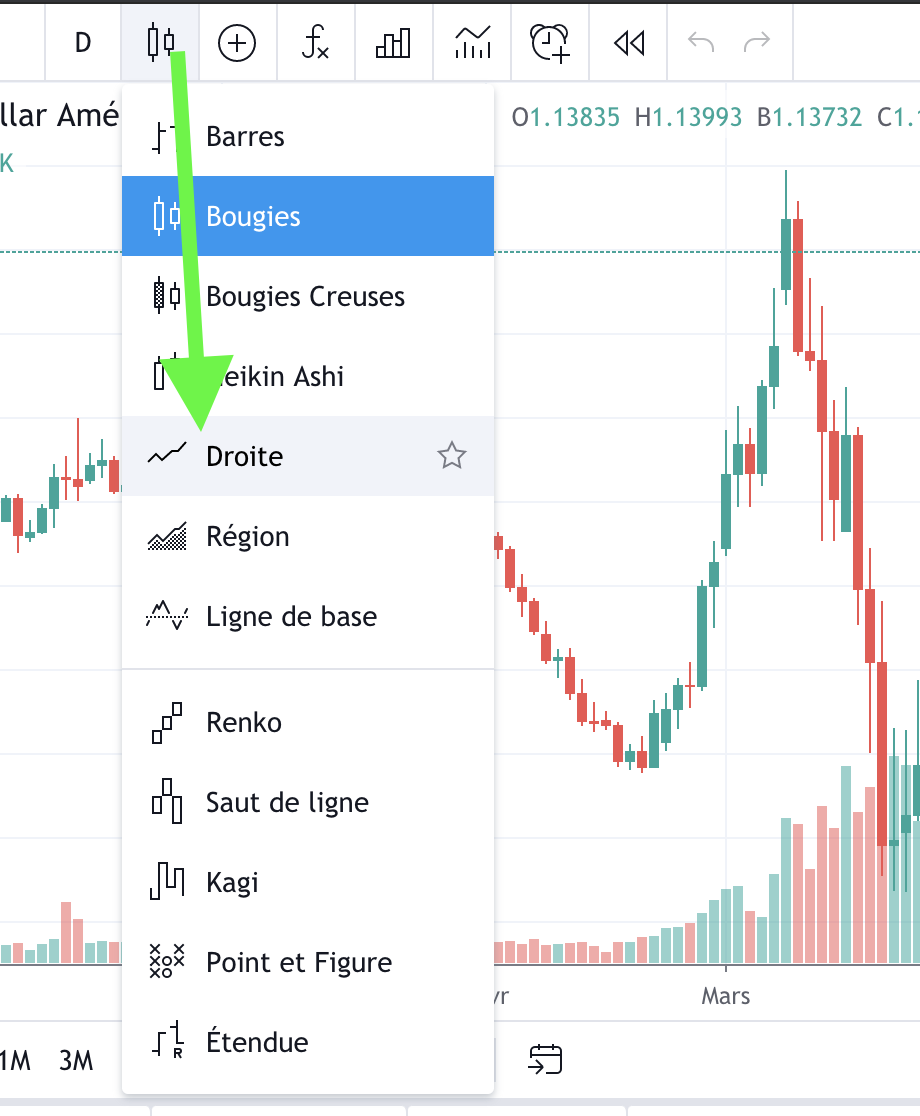 D
llar Amé
O1.13835 H1.13993 B1.13732 C1.
K
Barres
Bougies
Bougies Creuses
eikin Ashi
Droite
Région
Ligne de base
Renko
Saut de ligne
Kagi
Point et Figure
Étendue
vr
Mars
1M 3M